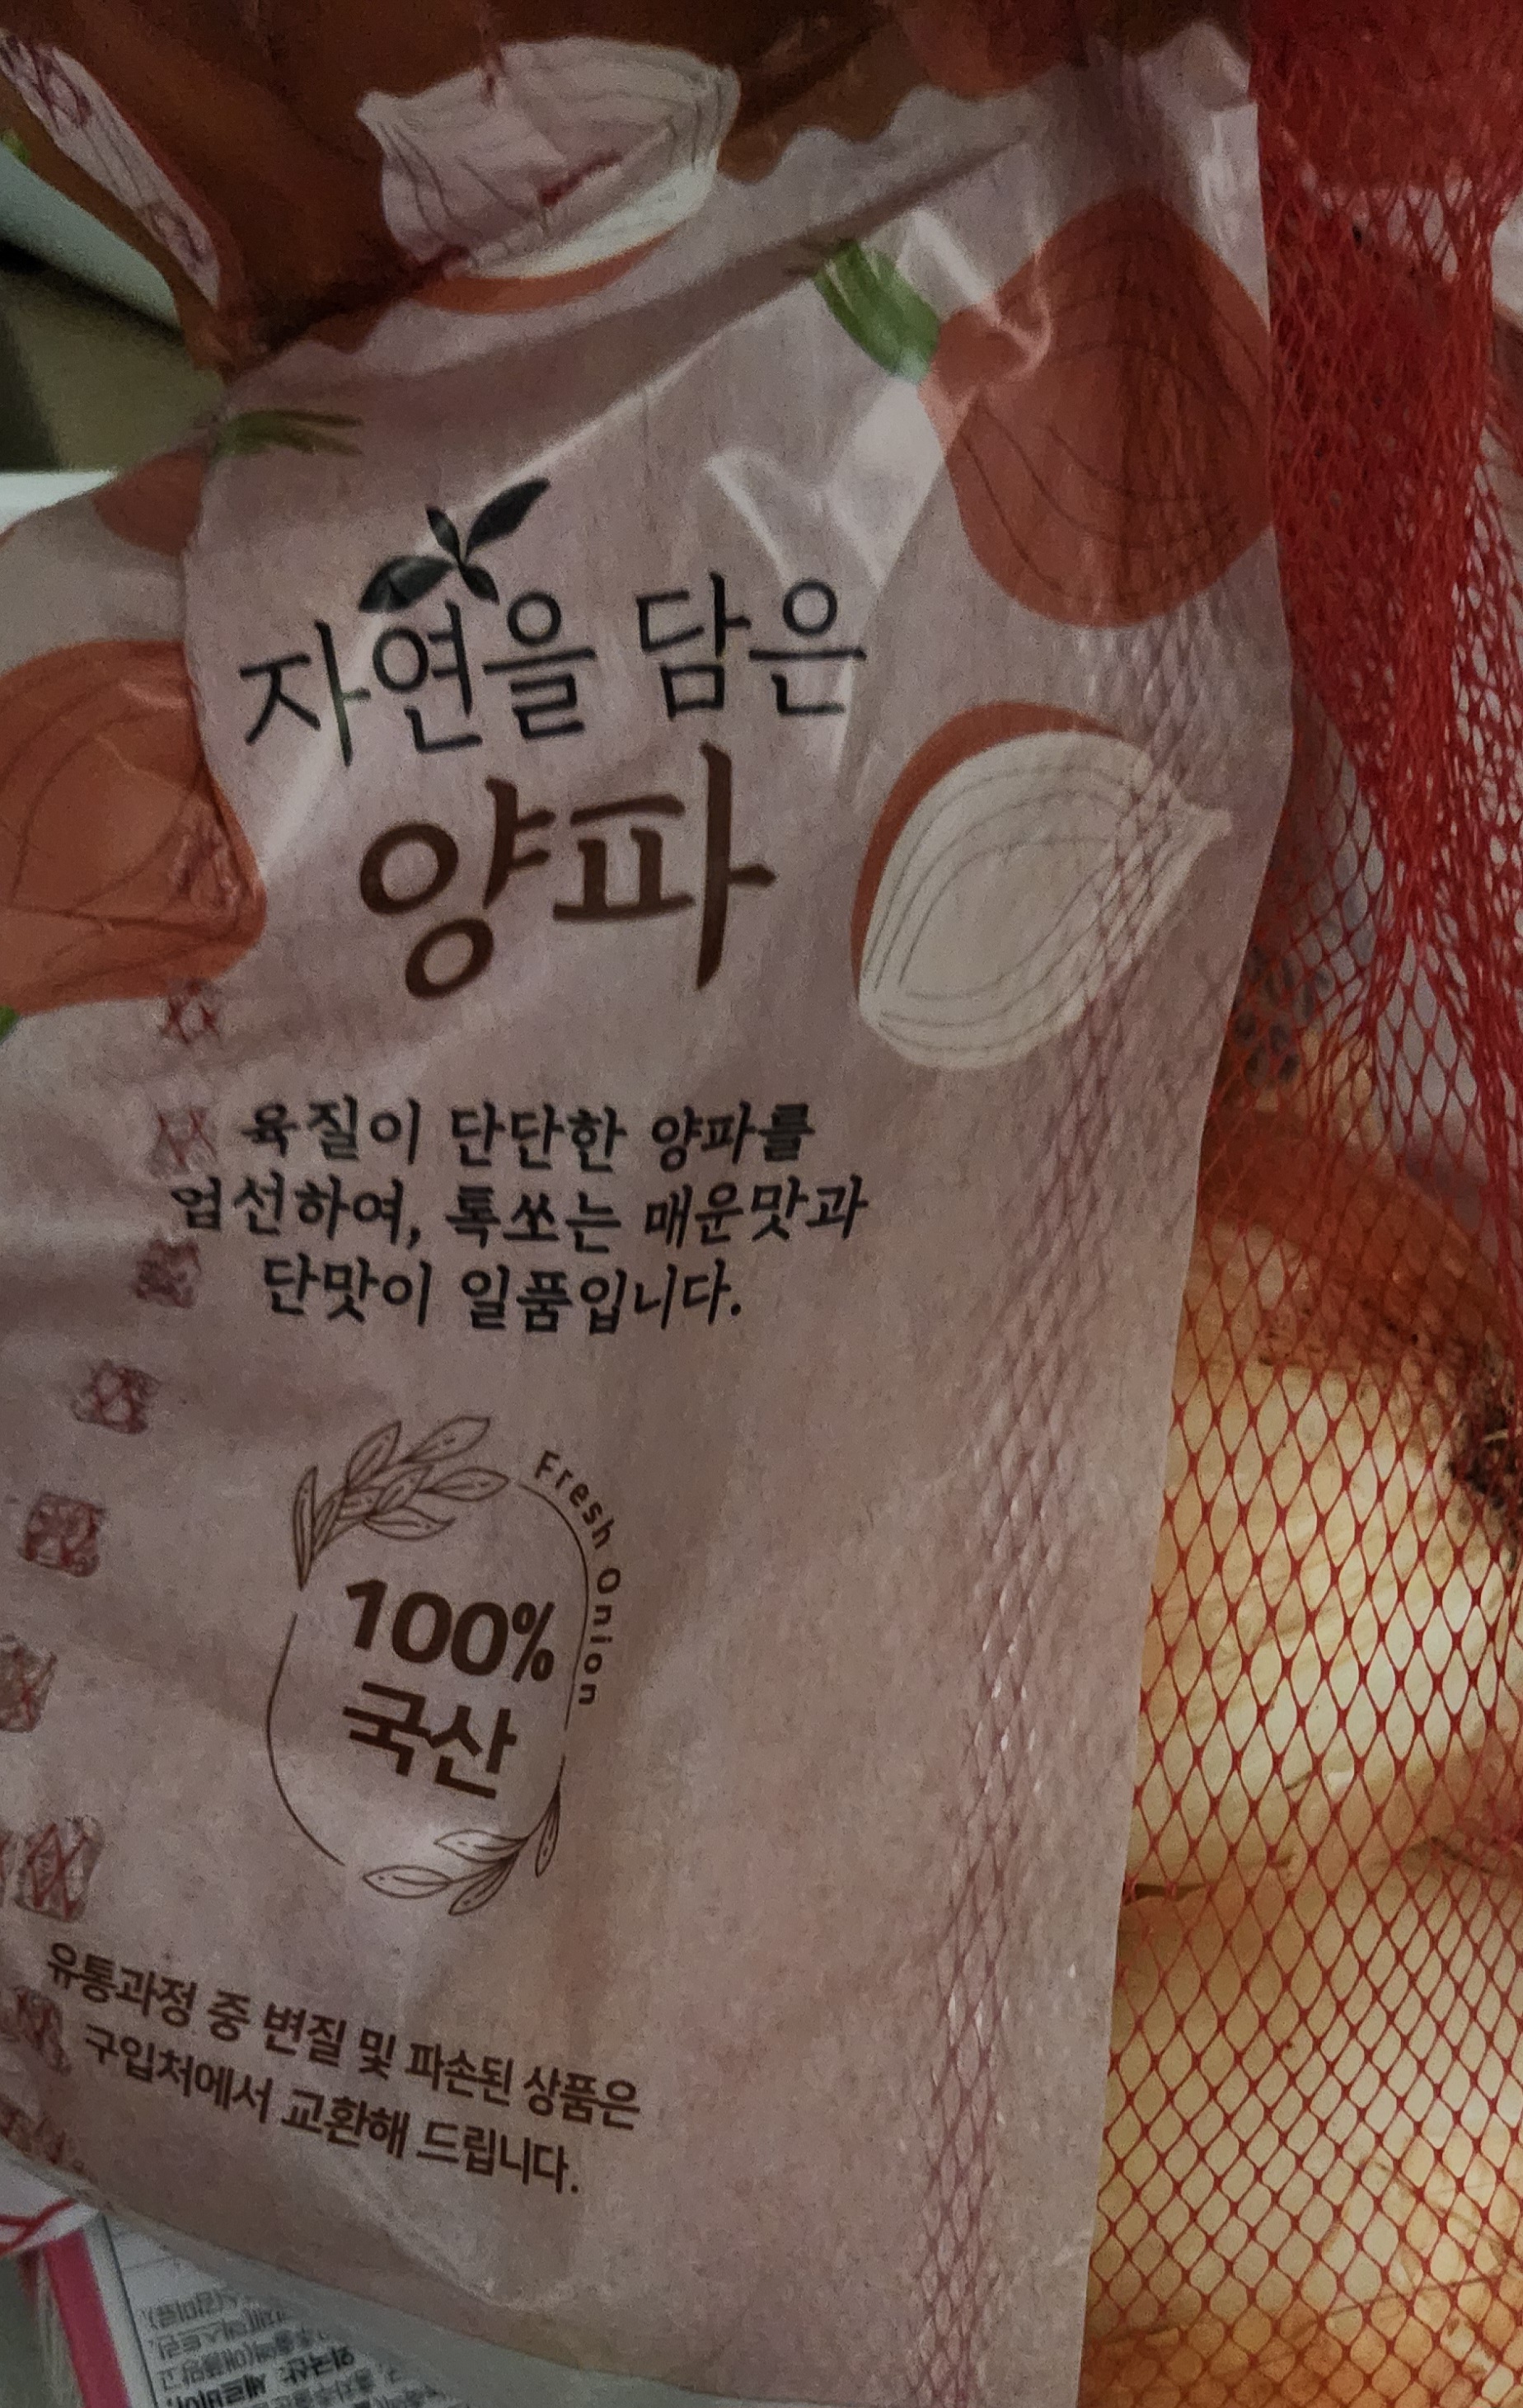 자연을 담은
양파
육질이 단단한 양파를
엄선하여, 톡쏘는 매운맛과
단맛이 일품입니다.
Fresh Onion
100%
국산
유통과정 중 변질 및 파손된 상품은
구입처에서 교환해 드립니다.